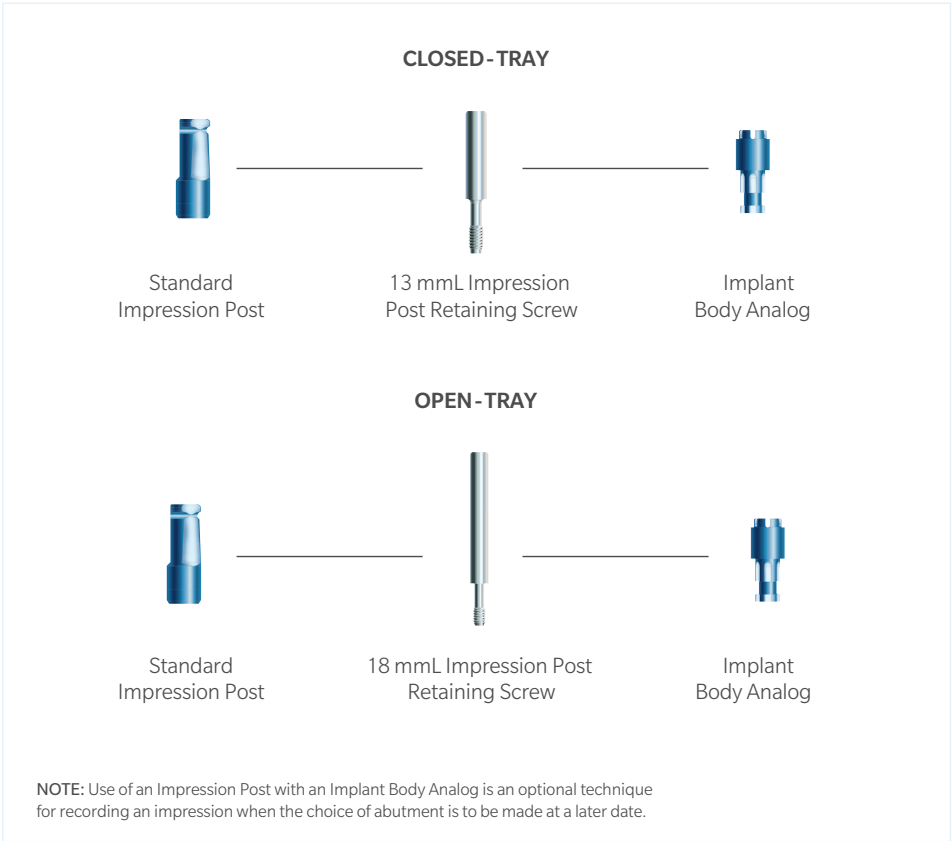 CLOSED-TRAY
Standard
Impression Post
13 mmL Impression
Post Retaining Screw
Implant
Body Analog
OPEN-TRAY
Standard
Impression Post
18 mmL Impression Post
Retaining Screw
Implant
Body Analog
NOTE: Use of an Impression Post with an Implant Body Analog is an optional technique
for recording an impression when the choice of abutment is to be made at a later date.